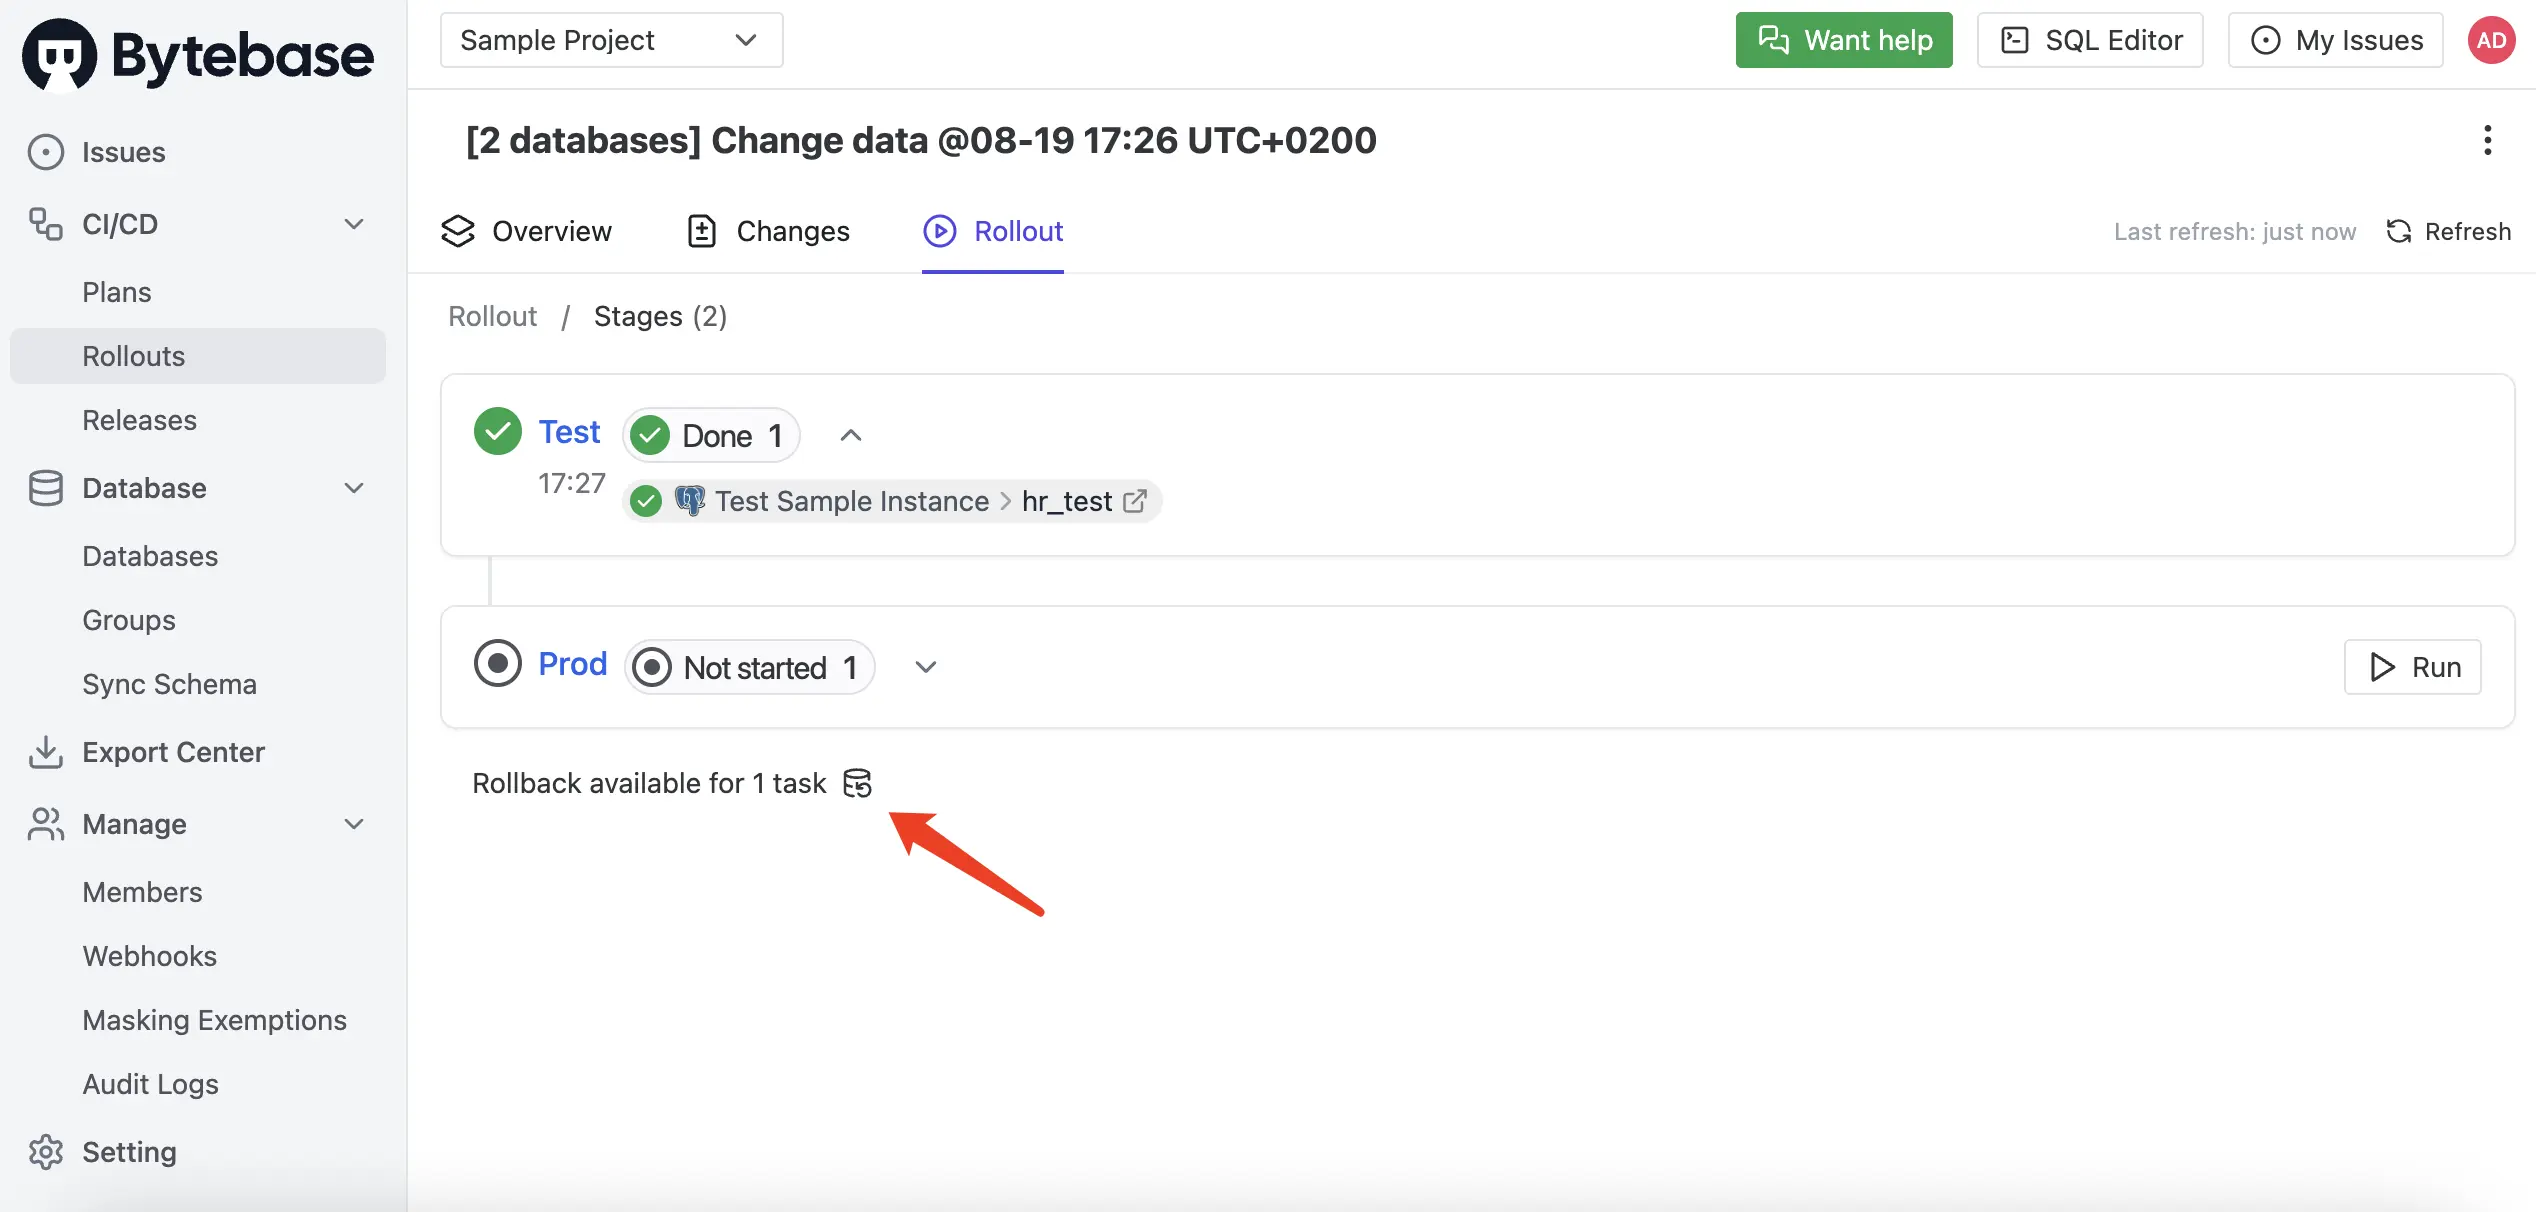 Bytebase
Issues
CI/CD
Plans
Rollouts
Releases
Database
Databases
Groups
Sync Schema
Export Center
Manage
Members
Webhooks
Masking Exemptions
Audit Logs
Setting
Sample Project
Want help
SQL Editor
My Issues
AD
[2 databases] Change data @08-19 17:26 UTC+0200
Overview
Changes
Rollout
Last refresh: just now
Refresh
Rollout / Stages (2)
Test
Done 1
17:27
Test Sample Instance > hr_test
Prod
Not started 1
Run
Rollback available for 1 task